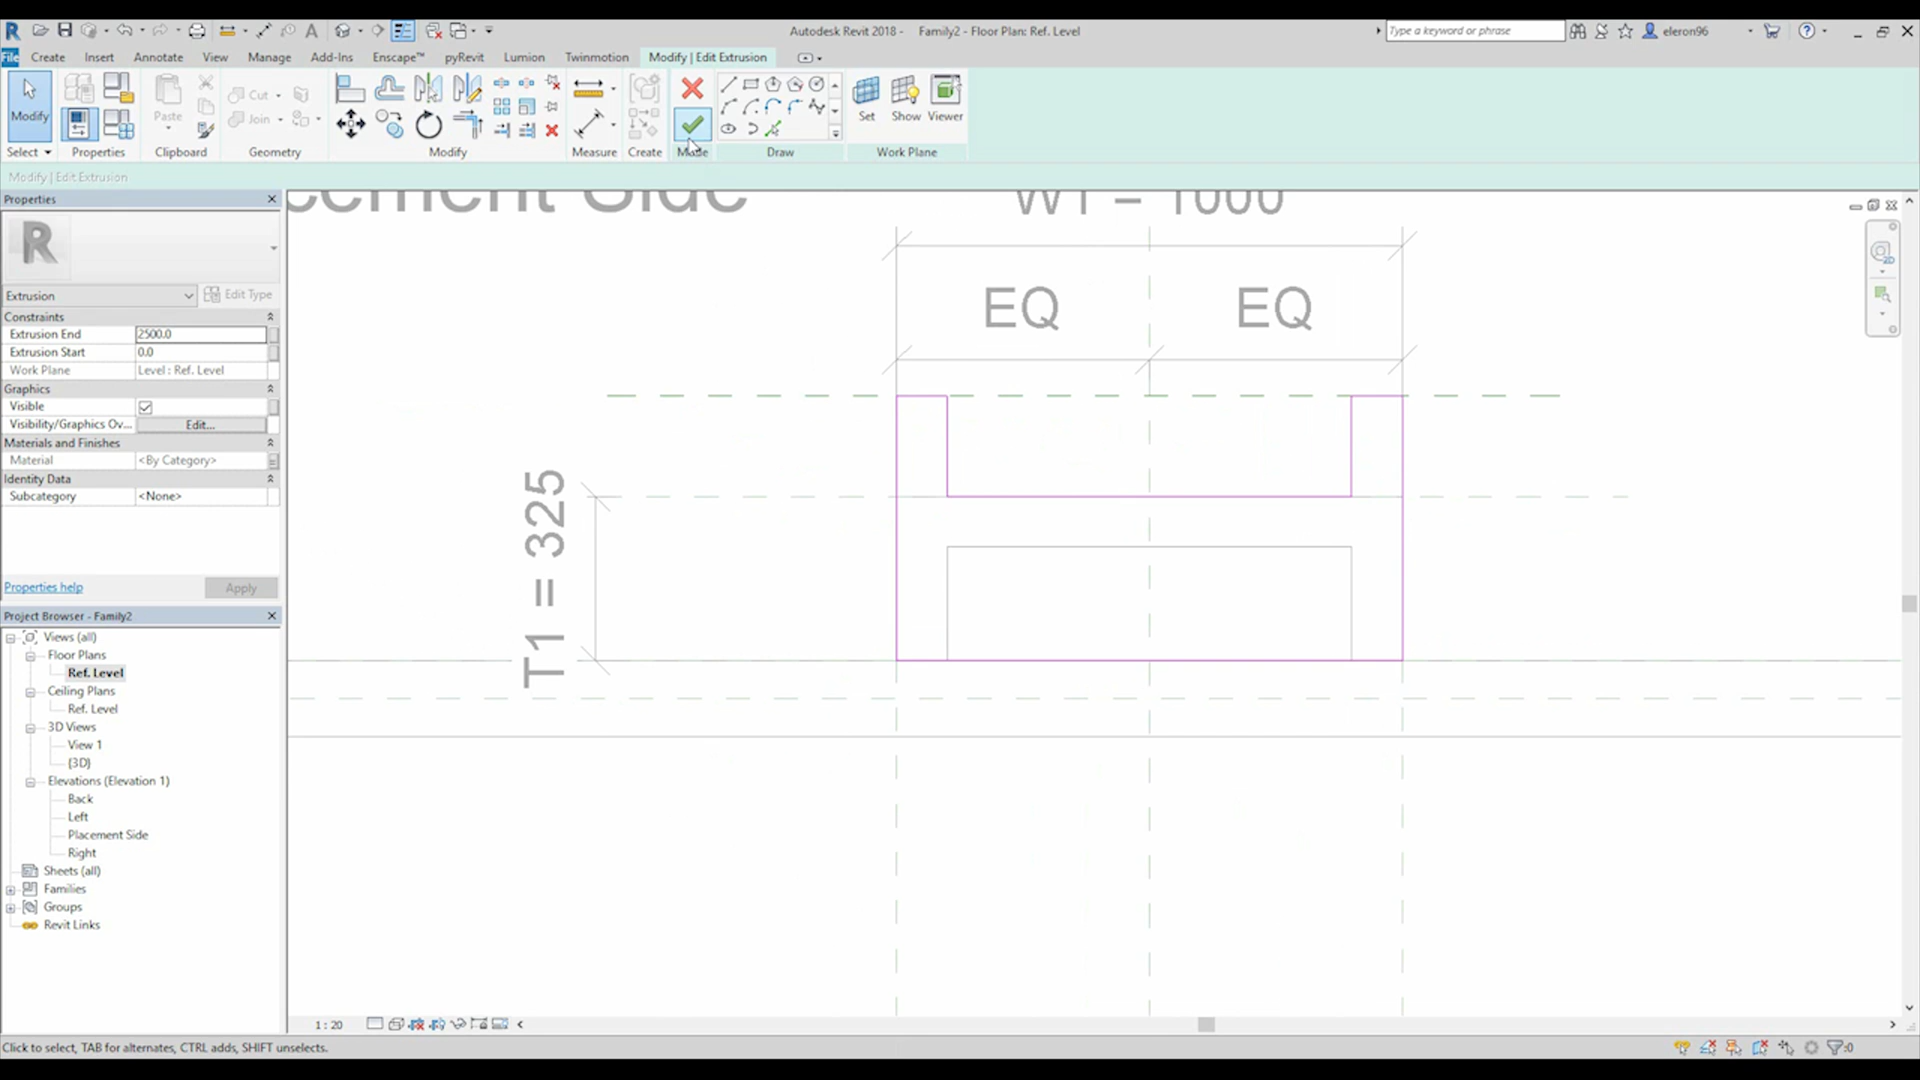 Autodesk Revit 2018 - Family2 - Floor Plan: Ref. Level
Type a keyword or phrase
eleron96
File Create Insert Annotate View Manage Add-Ins Enscape™ pyRevit Lumion Twinmotion Modify | Edit Extrusion
Modify
Paste
Cut
Join
Set Show Viewer
Select Properties Clipboard Geometry Modify Measure Create Mode Draw Work Plane
Modify | Edit Extrusion
Properties
R
Extrusion
Edit Type
Constraints
Extrusion End 2500.0
Extrusion Start 0.0
Work Plane Level : Ref. Level
Graphics
Visible
Visibility/Graphics Ov... Edit...
Materials and Finishes
Material <By Category>
Identity Data
Subcategory <None>
Properties help
Apply
Project Browser - Family2
Views (all)
Floor Plans
Ref. Level
Ceiling Plans
Ref. Level
3D Views
View 1
{3D}
Elevations (Elevation 1)
Back
Left
Placement Side
Right
Sheets (all)
Families
Groups
Revit Links
cement Side
W1 = 1000
EQ EQ
T1 = 325
2D
1 : 20
Click to select, TAB for alternates, CTRL adds, SHIFT unselects.
:0